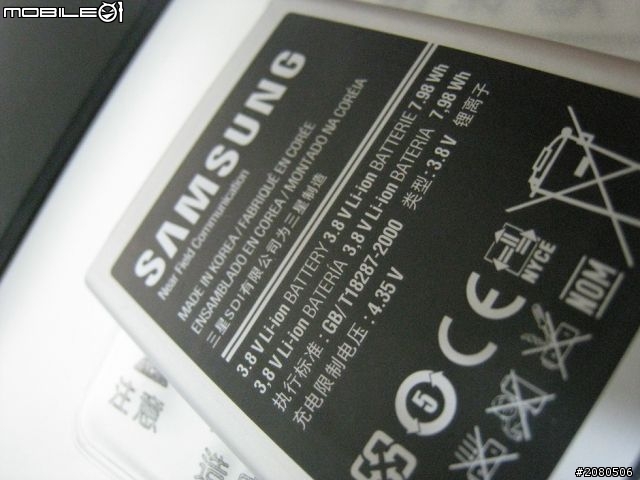 MOBILE01
SAMSUNG
Near Field Communication
MADE IN KOREA / FABRIQUÉ EN CORÉE
ENSAMBLADO EN COREA / MONTADO NA CORÉIA
三星SDI有限公司为三星制造
3.8 V Li-ion BATTERY 3.8 V Li-ion BATTERIE 7.98 Wh
3,8 V Li-ion BATERÍA 3,8 V Li-ion BATERIA 7,98 Wh
执行标准: GB/T18287-2000 类型: 3.8 V 锂离子
充电限制电压: 4.35 V
CE
NYCE
NOM
5
#2080506